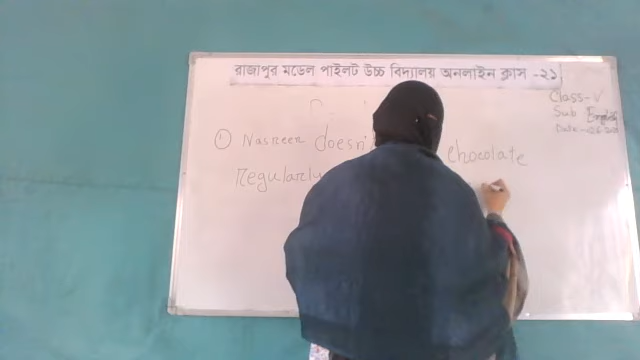 রাজাপুর মডেল পাইলট উচ্চ বিদ্যালয় অনলাইন ক্লাস -২১
Class-V
Sub English
Date-
① Nasreen doesn' chocolate
regularly